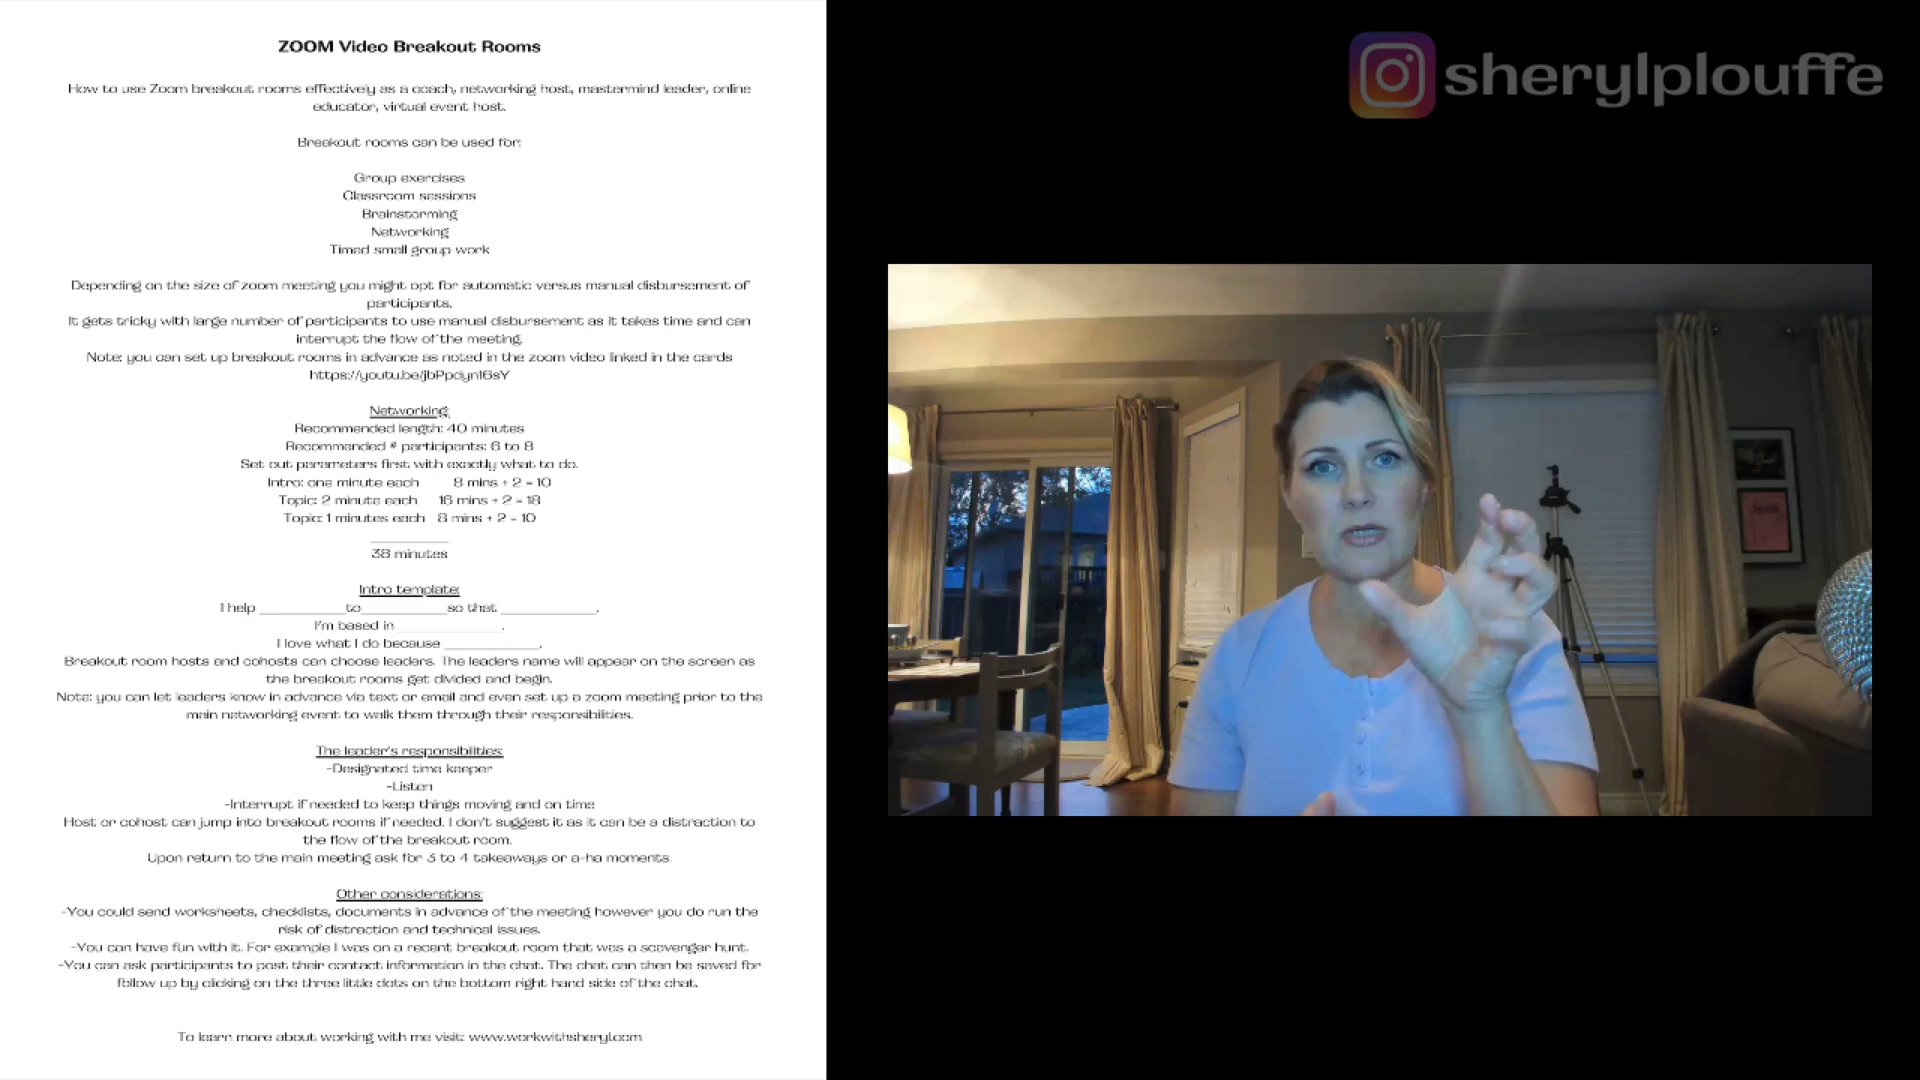 ZOOM Video Breakout Rooms
How to use Zoom breakout rooms effectively as a coach, networking host, mastermind leader, online
educator, virtual event host.
Breakout rooms can be used for:
Group exercises
Classroom sessions
Brainstorming
Networking
Timed small group work
Depending on the size of zoom meeting you might opt for automatic versus manual disbursement of
participants.
It gets tricky with large number of participants to use manual disbursement as it takes time and can
interrupt the flow of the meeting.
Note: you can set up breakout rooms in advance as noted in the zoom video linked in the cards
Networking:
Recommended length: 40 minutes
Recommended # participants: 6 to 8
Set out parameters first with exactly what to do.
Intro: one minute each 8 mins + 2 = 10
Topic: 2 minute each 16 mins + 2 = 18
Topic: 1 minutes each 8 mins + 2 = 10
38 minutes
Intro template:
I help ____________to____________so that _____________.
I'm based in ______________.
I love what I do because _____________.
Breakout room hosts and cohosts can choose leaders. The leaders name will appear on the screen as
the breakout rooms get divided and begin.
Note: you can let leaders know in advance via text or email and even set up a zoom meeting prior to the
main networking event to walk them through their responsibilities.
The leader's responsibilities:
-Designated time keeper
-Listen
-Interrupt if needed to keep things moving and on time
Host or cohost can jump into breakout rooms if needed. I don't suggest it as it can be a distraction to
the flow of the breakout room.
Upon return to the main meeting ask for 3 to 4 takeaways or a-ha moments.
Other considerations:
-You could send worksheets, checklists, documents in advance of the meeting however you do run the
risk of distraction and technical issues.
-You can have fun with it. For example I was on a recent breakout room that was a scavenger hunt.
-You can ask participants to post their contact information in the chat. The chat can then be saved for
follow up by clicking on the three little dots on the bottom right hand side of the chat.
To learn more about working with me visit: www.workwithsheryl.com
sherylplouffe